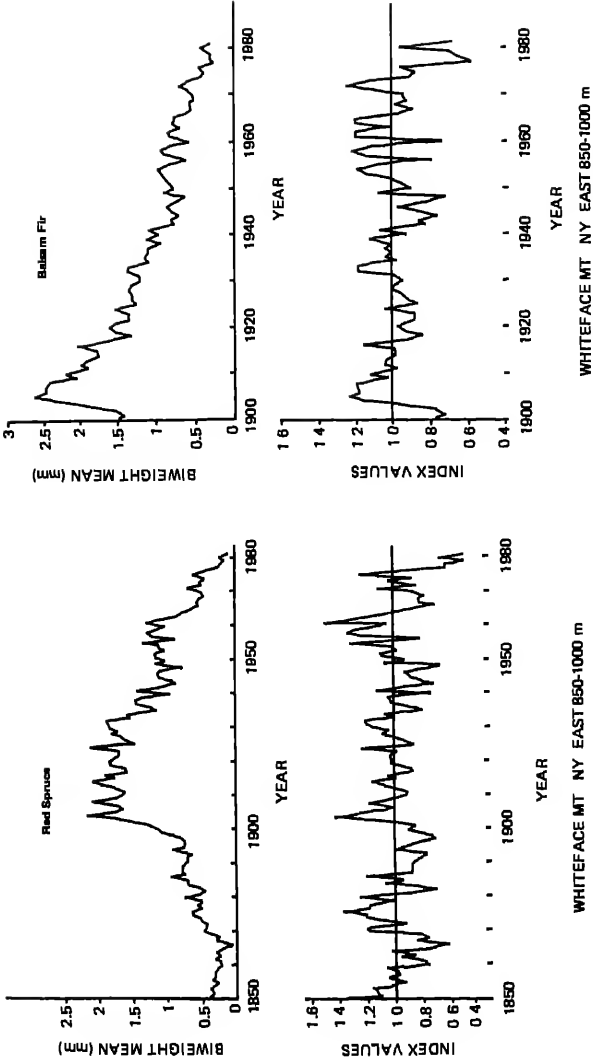 Red Spruce
BIWEIGHT MEAN (mm)
2.5
2
1.5
1
0.5
0
1850 1900 1950 1980
YEAR
INDEX VALUES
1.6
1.4
1.2
1
0.8
0 6
0 4
1850 1900 1950 1980
YEAR
WHITEFACE MT NY EAST 850-1000 m
Balsam Fir
BIWEIGHT MEAN (mm)
3
2.5
2
1.5
1
0.5
0
1900 1920 1940 1960 1980
YEAR
INDEX VALUES
1 6
1 4
1.2
1 0
0.8
0 6
0 4
1900 1920 1940 1960 1980
YEAR
WHITEFACE MT NY EAST 850-1000 m